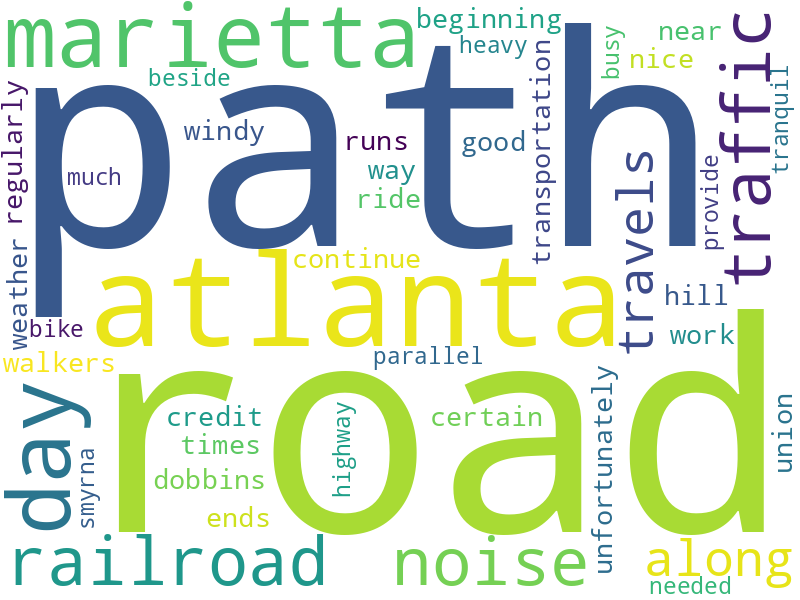 marietta
beginning
near
heavy
busy
nice
traffic
beside
path
transportation
tranquil
regularly
windy
runs
good
much
way
travels
provide
ride
weather
atlanta
continue
hill
bike
work
walkers
parallel
road
day
credit
highway
certain
unfortunately
union
times
smyrna
dobbins
ends
railroad
noise
along
needed